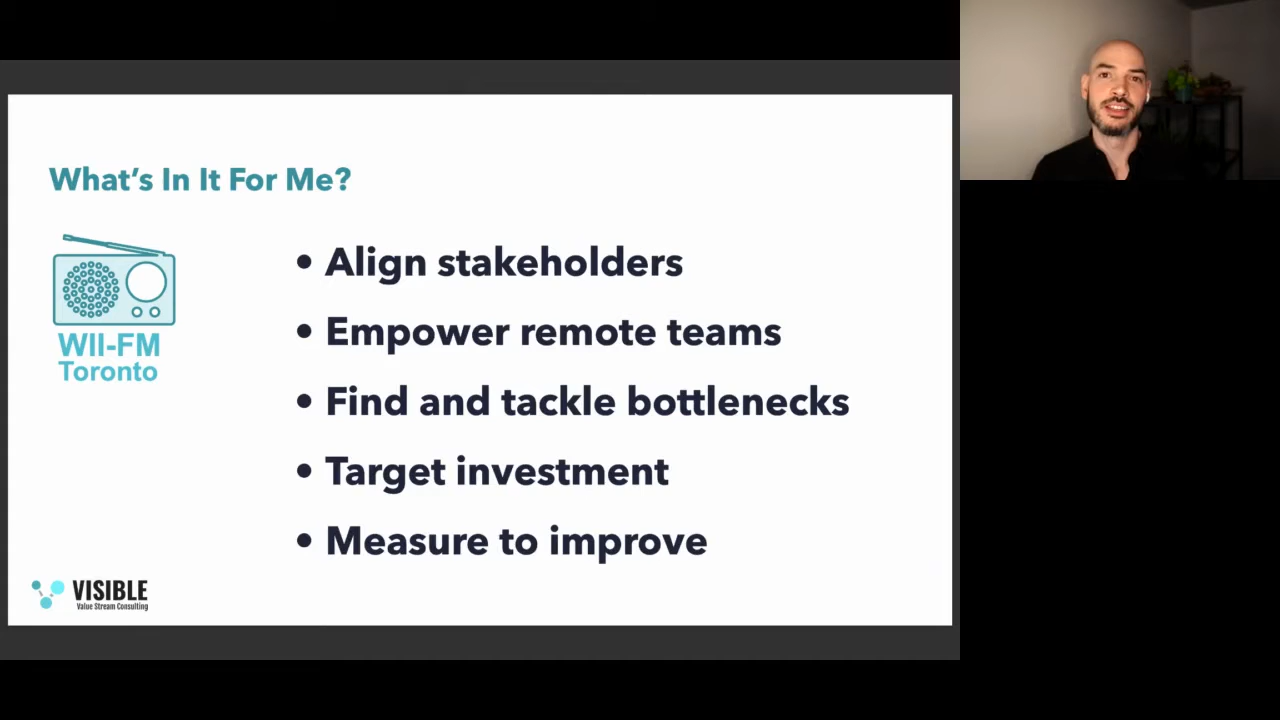 What's In It For Me?
WII-FM
Toronto
• Align stakeholders
• Empower remote teams
• Find and tackle bottlenecks
• Target investment
• Measure to improve
VISIBLE
Value Stream Consulting